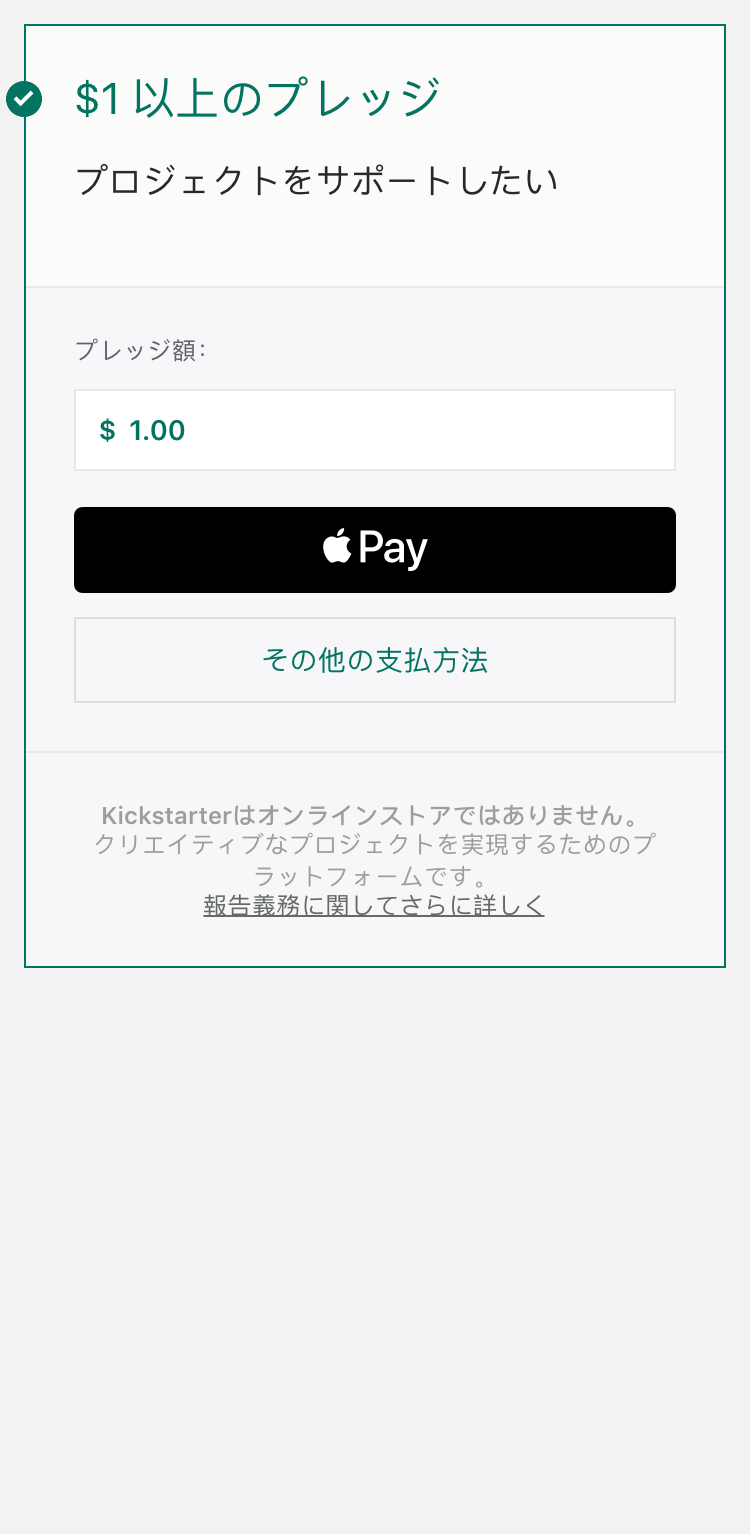 $1 以上のプレッジ
プロジェクトをサポートしたい
プレッジ額:
$ 1.00
Pay
その他の支払方法
Kickstarterはオンラインストアではありません。
クリエイティブなプロジェクトを実現するためのプ
ラットフォームです。
報告義務に関してさらに詳しく